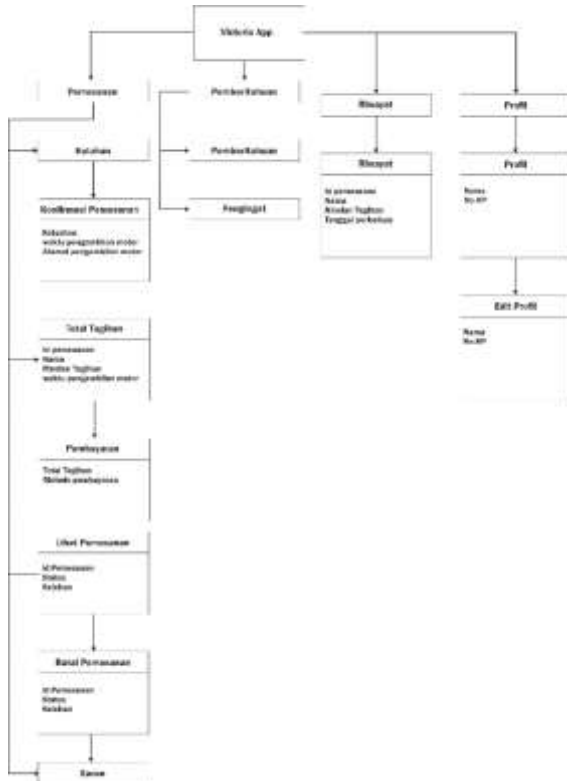 App
Pemesanan
Pemberitahuan
Riwayat
Profil
Keluhan
Pemberitahuan
Riwayat
Profil
Pengingat
Id pemesanan
Nama
Rincian Tagihan
Tanggal perbaikan
Nama
No.HP
Konfirmasi Pemesanan
Keluhan
waktu pengambilan motor
Alamat pengambilan motor
Edit Profil
Nama
No.HP
Total Tagihan
Id pemesanan
Nama
Rincian Tagihan
waktu pengambilan motor
Pembayaran
Total Tagihan
Metode pembayaran
Lihat Pemesanan
Id Pemesanan
Status
Keluhan
Batal Pemesanan
Id Pemesanan
Status
Keluhan